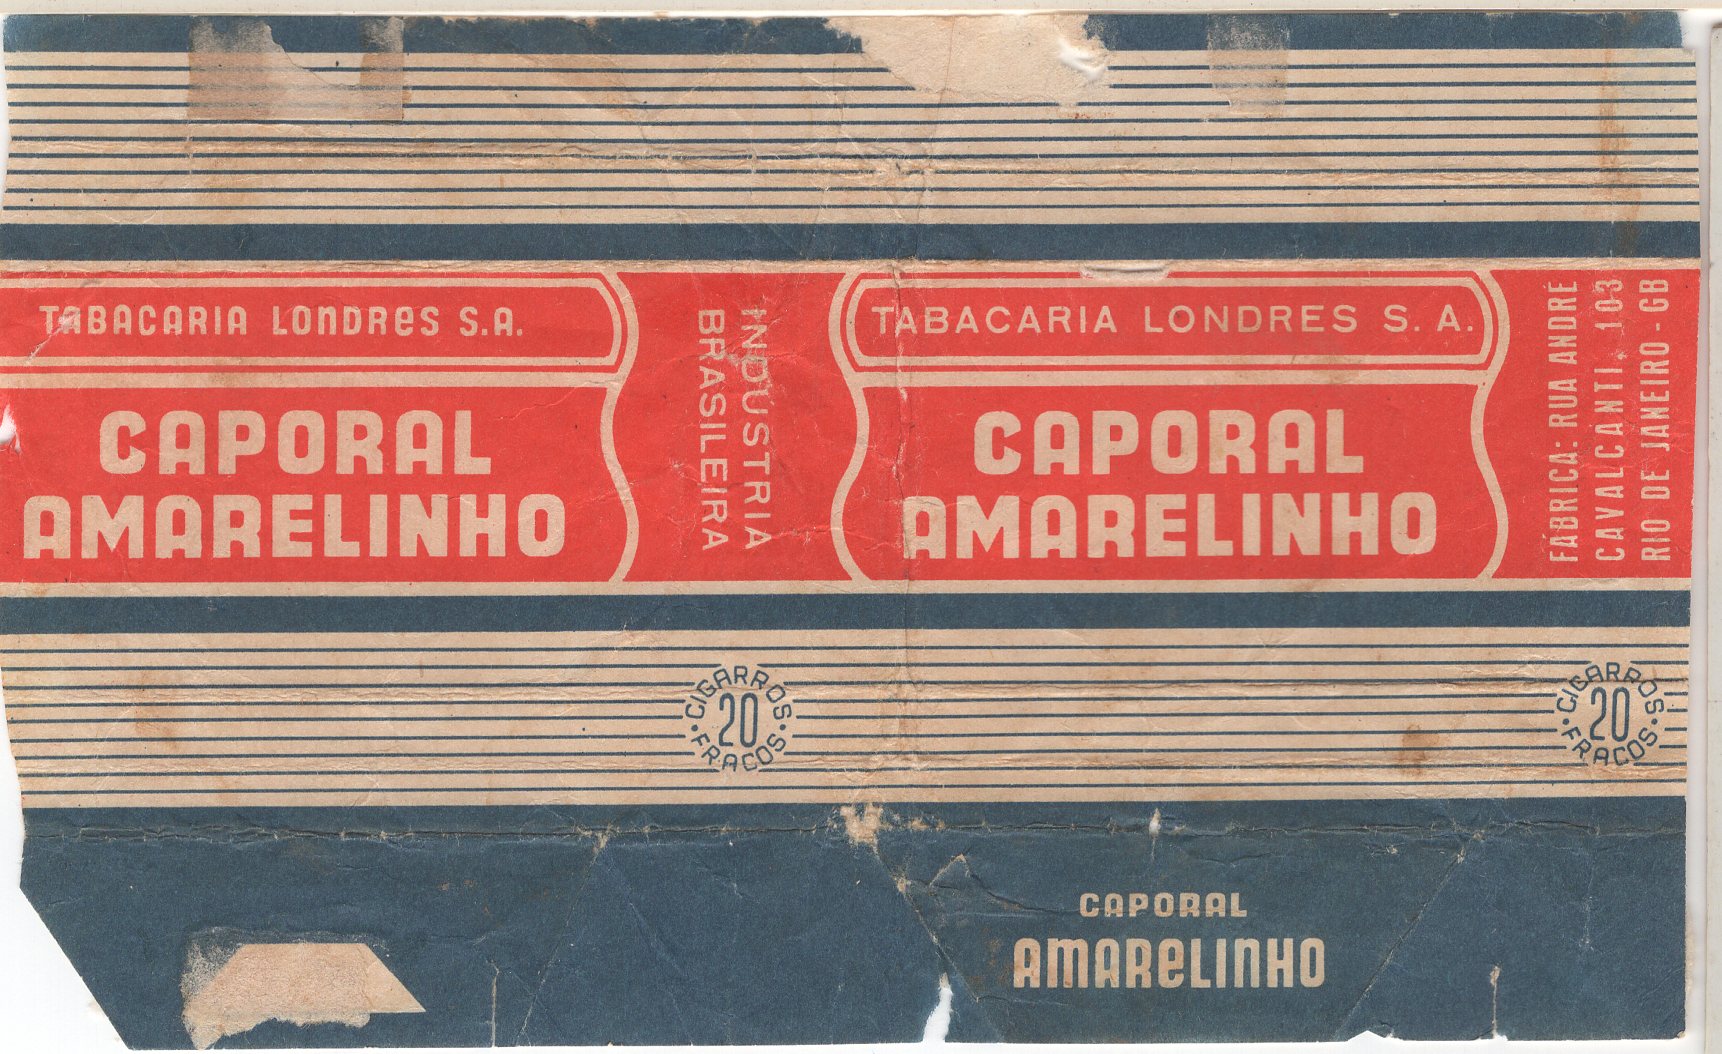 TABACARIA LONDRES S.A.
CAPORAL
AMARELINHO
INDUSTRIA
BRASILEIRA
TABACARIA LONDRES S. A.
CAPORAL
AMARELINHO
FÁBRICA: RUA ANDRÉ
CAVALCANTI, 103
RIO DE JANEIRO - GB
CIGARROS
20
FRACOS
CIGARROS
20
FRACOS
CAPORAL
AMARELINHO